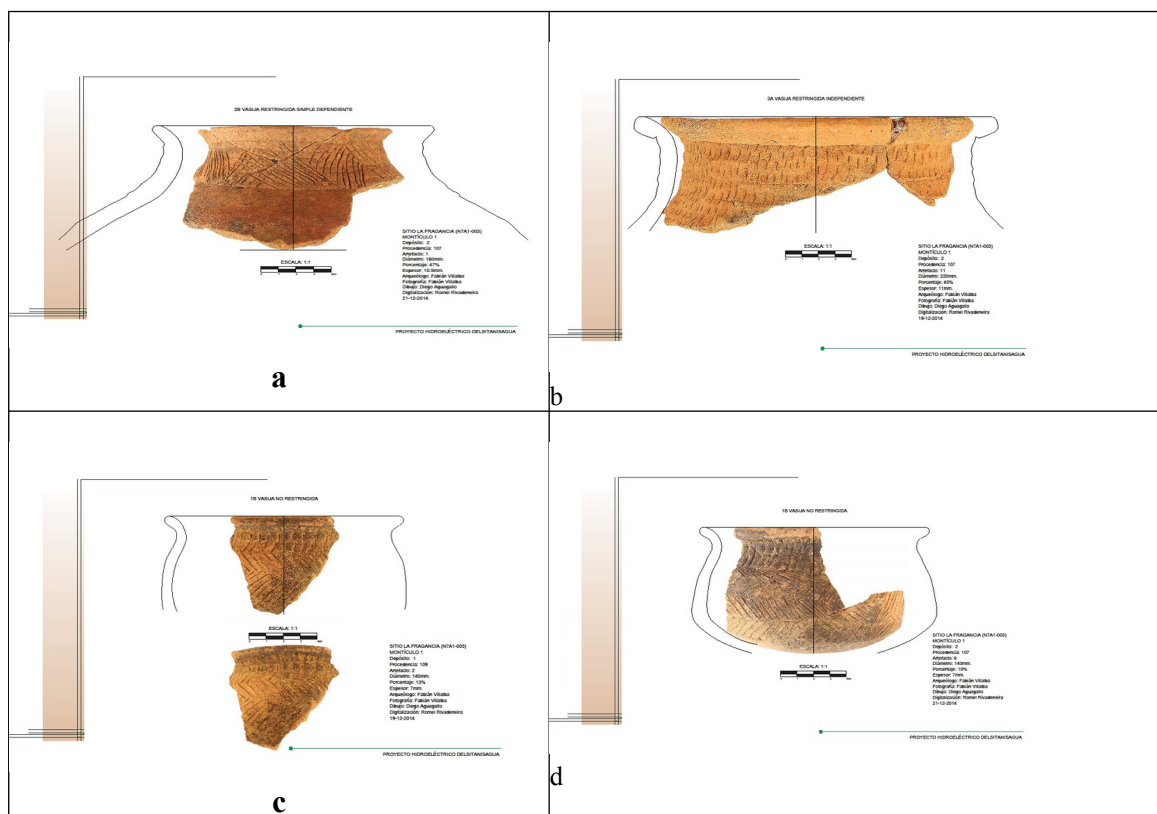 2B VASIJA RESTRINGIDA SIMPLE DEPENDIENTE
ESCALA: 1:1
SITIO LA FRAGANCIA (N7A1-003)
MONTÍCULO 1
Depósito: 2
Procedencia: 107
Artefacto: 1
Diámetro: 160mm.
Porcentaje: 47%
Espesor: 10.5mm.
Arqueólogo: Fabián Villalba
Fotografía: Fabián Villalba
Dibujo: Diego Aguagallo
Digitalización: Romel Rivadeneira
21-12-2014
PROYECTO HIDROELÉCTRICO DELSITANISAGUA
a
3A VASIJA RESTRINGIDA INDEPENDIENTE
ESCALA: 1:1
SITIO LA FRAGANCIA (N7A1-003)
MONTÍCULO 1
Depósito: 2
Procedencia: 107
Artefacto: 11
Diámetro: 220mm.
Porcentaje: 45%
Espesor: 11mm.
Arqueólogo: Fabián Villalba
Fotografía: Fabián Villalba
Dibujo: Diego Aguagallo
Digitalización: Romel Rivadeneira
19-12-2014
PROYECTO HIDROELÉCTRICO DELSITANISAGUA
b
1B VASIJA NO RESTRINGIDA
ESCALA: 1:1
SITIO LA FRAGANCIA (N7A1-003)
MONTÍCULO 1
Depósito: 1
Procedencia: 109
Artefacto: 2
Diámetro: 140mm.
Porcentaje: 13%
Espesor: 7mm.
Arqueólogo: Fabián Villalba
Fotografía: Fabián Villalba
Dibujo: Diego Aguagallo
Digitalización: Romel Rivadeneira
19-12-2014
PROYECTO HIDROELÉCTRICO DELSITANISAGUA
c
1B VASIJA NO RESTRINGIDA
ESCALA: 1:1
SITIO LA FRAGANCIA (N7A1-003)
MONTÍCULO 1
Depósito: 2
Procedencia: 107
Artefacto: 6
Diámetro: 140mm.
Porcentaje: 10%
Espesor: 7mm.
Arqueólogo: Fabián Villalba
Fotografía: Fabián Villalba
Dibujo: Diego Aguagallo
Digitalización: Romel Rivadeneira
21-12-2014
PROYECTO HIDROELÉCTRICO DELSITANISAGUA
d